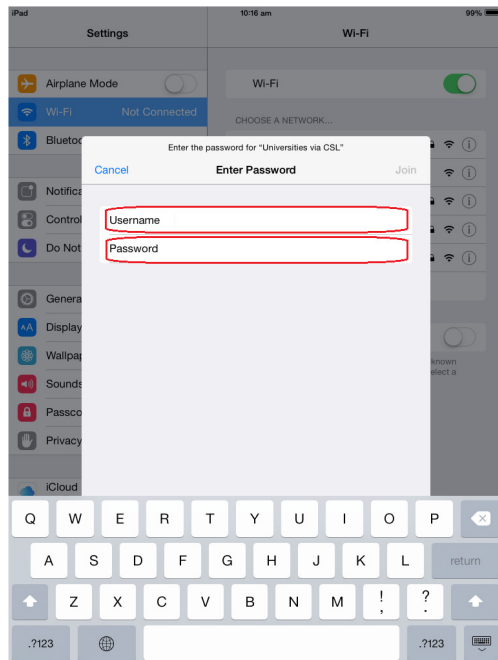 iPad 10:16 am 99%
Settings Wi-Fi
Airplane Mode Wi-Fi
Wi-Fi Not Connected
CHOOSE A NETWORK...
Bluetoo
Enter the password for "Universities via CSL"
Cancel Enter Password Join
Notifica
Username
Control
Password
Do Not
Genera
Display
Wallpap known
elect a
Sounds
Passco
Privacy
iCloud
Q W E R T Y U I O P
A S D F G H J K L return
Z X C V B N M ! , ? .
.?123 .?123